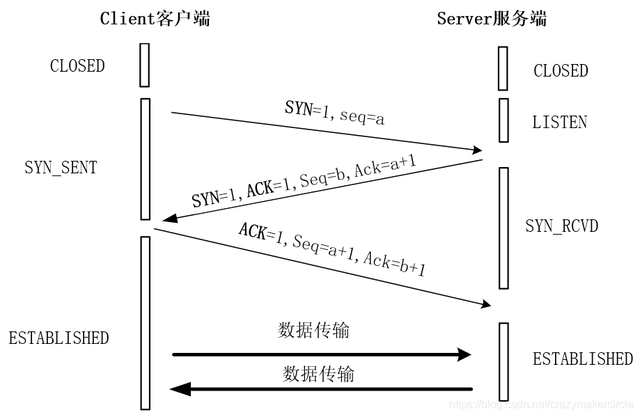 Client客户端
Server服务端
CLOSED
CLOSED
SYN=1, seq=a
LISTEN
SYN_SENT
SYN=1, ACK=1, Seq=b, Ack=a+1
SYN_RCVD
ACK=1, Seq=a+1, Ack=b+1
数据传输
ESTABLISHED
ESTABLISHED
数据传输
https://blog.csdn.net/crazymakercircle